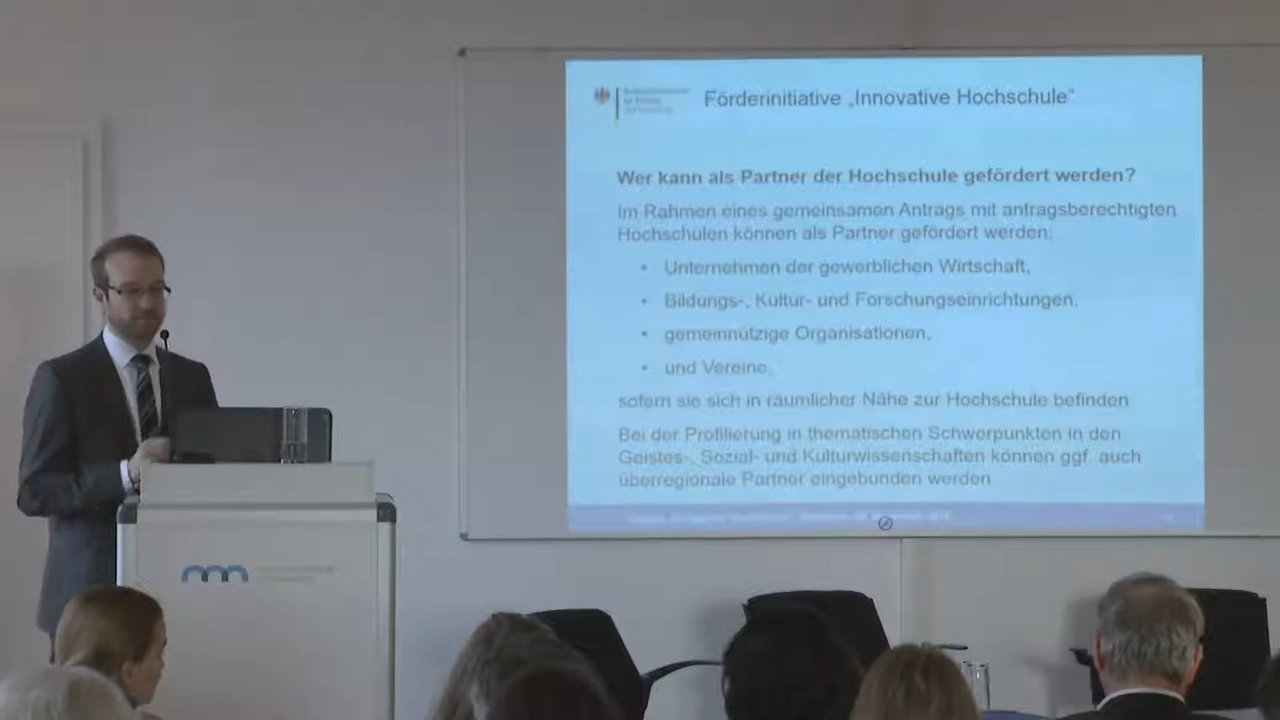 Förderinitiative „Innovative Hochschule"
Wer kann als Partner der Hochschule gefördert werden?
Im Rahmen eines gemeinsamen Antrags mit antragsberechtigten
Hochschulen können als Partner gefördert werden:
• Unternehmen der gewerblichen Wirtschaft,
• Bildungs-, Kultur- und Forschungseinrichtungen,
• gemeinnützige Organisationen,
• und Vereine,
sofern sie sich in räumlicher Nähe zur Hochschule befinden
Bei der Profilierung in thematischen Schwerpunkten in den
Geistes-, Sozial- und Kulturwissenschaften können ggf. auch
überregionale Partner eingebunden werden